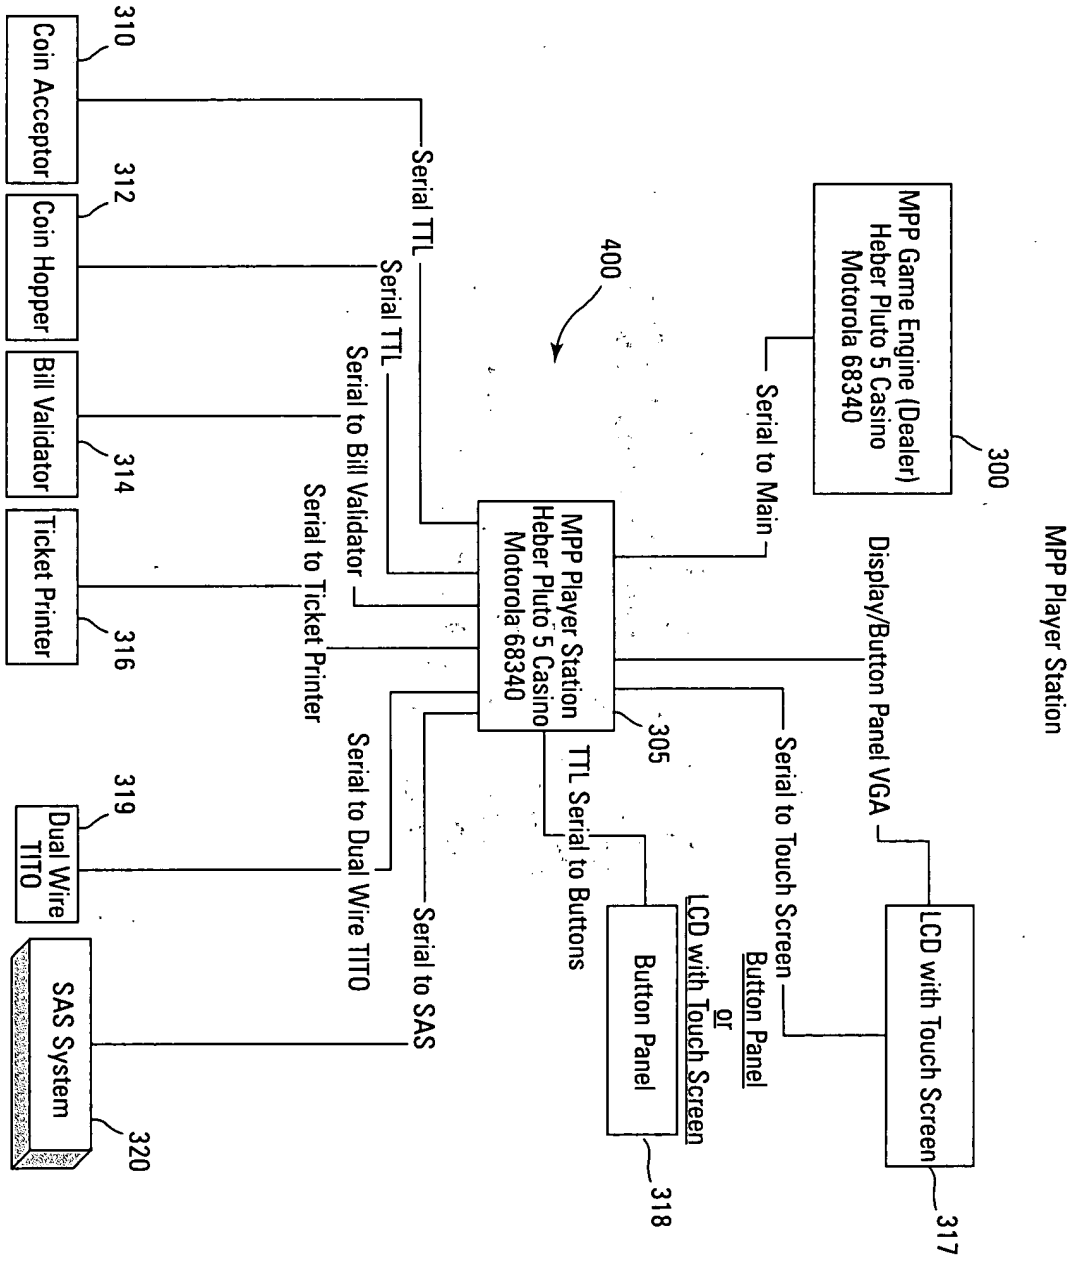 MPP Player Station
300
MPP Game Engine (Dealer)
Heber Pluto 5 Casino
Motorola 68340
317
LCD with Touch Screen
Display/Button Panel VGA
Serial to Main
Serial to Touch Screen
Button Panel
or
LCD with Touch Screen
318
Button Panel
400
305
MPP Player Station
Heber Pluto 5 Casino
Motorola 68340
TTL Serial to Buttons
Serial TTL
Serial TTL
Serial to Bill Validator
Serial to Ticket Printer
Serial to Dual Wire TITO
Serial to SAS
310
Coin Acceptor
312
Coin Hopper
Bill Validator
314
Ticket Printer
316
319
Dual Wire
TITO
SAS System
320